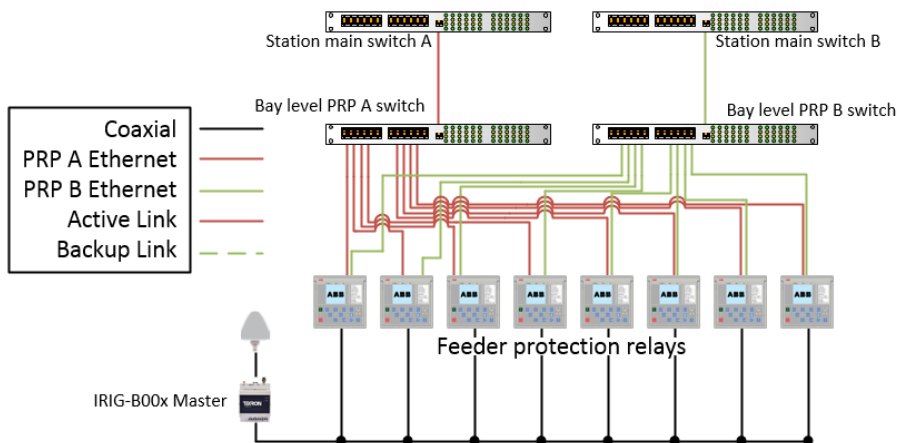 Station main switch A
Station main switch B
Bay level PRP A switch
Bay level PRP B switch
Coaxial
PRP A Ethernet
PRP B Ethernet
Active Link
Backup Link
ABB
ABB
ABB
ABB
ABB
ABB
ABB
ABB
Feeder protection relays
IRIG-B00x Master